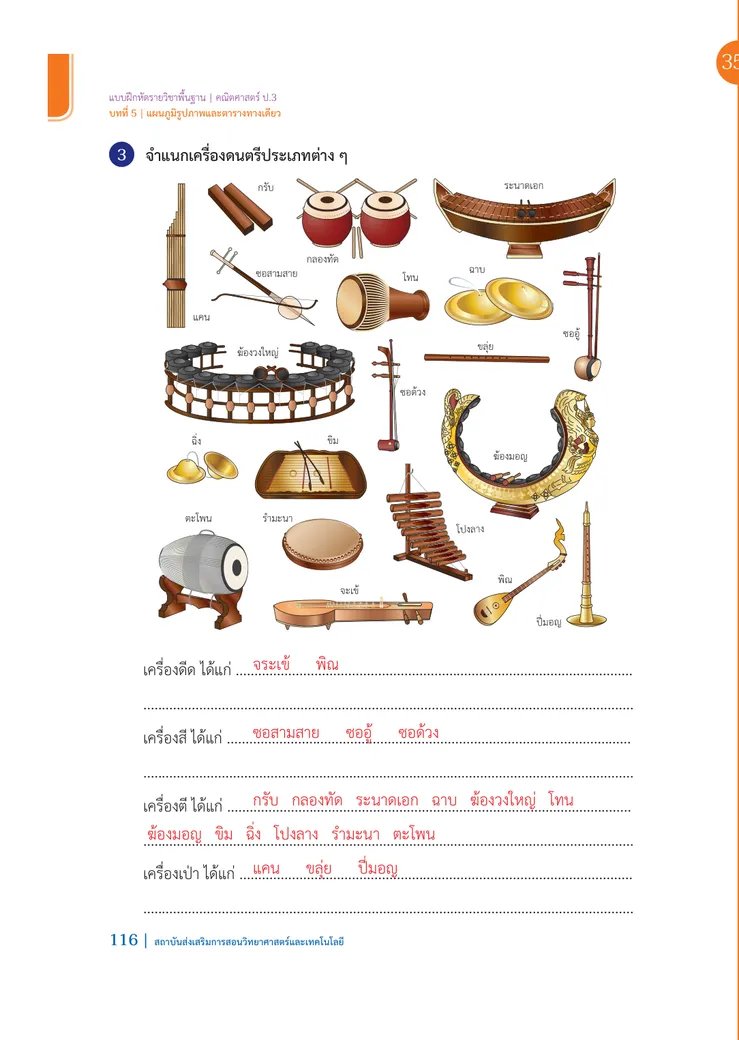 35
แบบฝึกหัดรายวิชาพื้นฐาน | คณิตศาสตร์ ป.3
บทที่ 5 | แผนภูมิรูปภาพและตารางทางเดียว
3 จำแนกเครื่องดนตรีประเภทต่าง ๆ
กรับ
ระนาดเอก
กลองทัด
ซอสามสาย
โทน
ฉาบ
แคน
ซออู้
ฆ้องวงใหญ่
ขลุ่ย
ซอด้วง
ฉิ่ง
ขิม
ฆ้องมอญ
ตะโพน
รำมะนา
โปงลาง
พิณ
จะเข้
ปี่มอญ
เครื่องดีด ได้แก่ จระเข้ พิณ
เครื่องสี ได้แก่ ซอสามสาย ซออู้ ซอด้วง
เครื่องตี ได้แก่ กรับ กลองทัด ระนาดเอก ฉาบ ฆ้องวงใหญ่ โทน
ฆ้องมอญ ขิม ฉิ่ง โปงลาง รำมะนา ตะโพน
เครื่องเป่า ได้แก่ แคน ขลุ่ย ปี่มอญ
116 | สถาบันส่งเสริมการสอนวิทยาศาสตร์และเทคโนโลยี